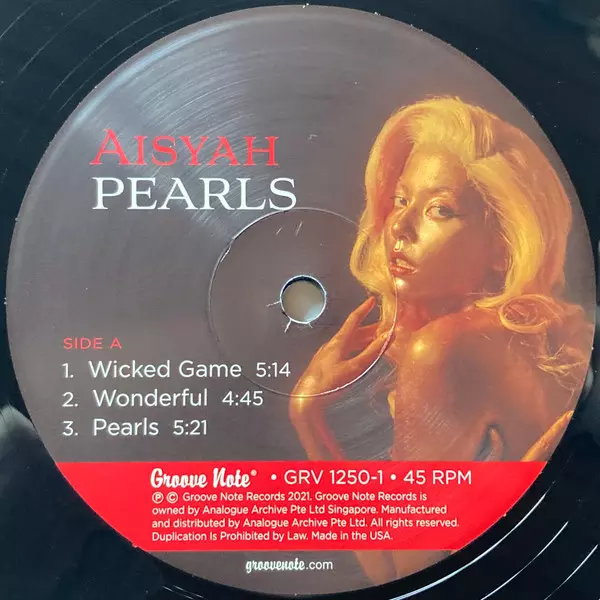 AISYAH
PEARLS
SIDE A
1. Wicked Game 5:14
2. Wonderful 4:45
3. Pearls 5:21
Groove Note® • GRV 1250-1 • 45 RPM
℗ © Groove Note Records 2021. Groove Note Records is
owned by Analogue Archive Pte Ltd Singapore. Manufactured
and distributed by Analogue Archive Pte Ltd. All rights reserved.
Duplication Is Prohibited by Law. Made in the USA.
groovenote.com